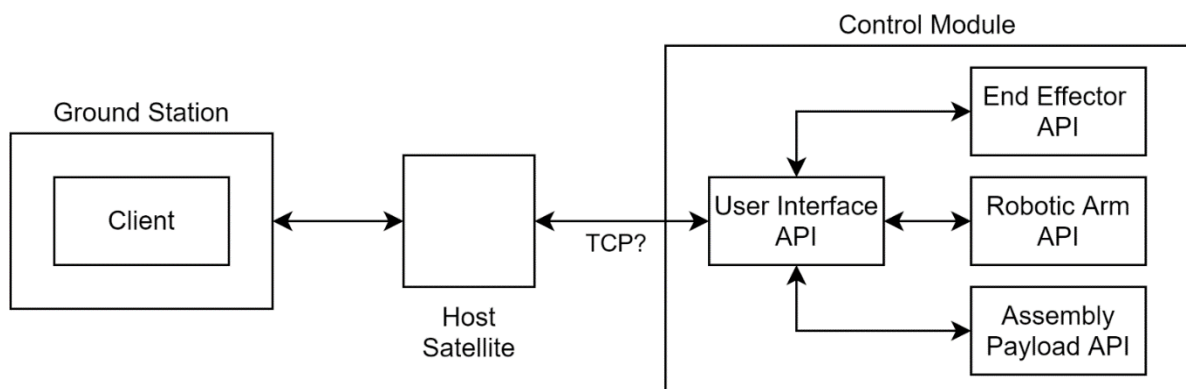 Control Module
Ground Station
Client
Host
Satellite
TCP?
User Interface
API
End Effector
API
Robotic Arm
API
Assembly
Payload API